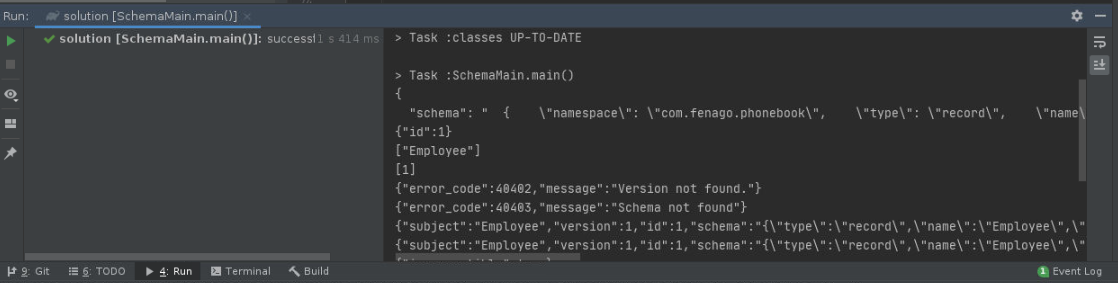 Run: solution [SchemaMain.main()] ×
solution [SchemaMain.main()]: successf 1 s 414 ms
> Task :classes UP-TO-DATE
> Task :SchemaMain.main()
{
"schema": "  {    \"namespace\": \"com.fenago.phonebook\",    \"type\": \"record\",    \"name\
{"id":1}
["Employee"]
[1]
{"error_code":40402,"message":"Version not found."}
{"error_code":40403,"message":"Schema not found"}
{"subject":"Employee","version":1,"id":1,"schema":"{\"type\":\"record\",\"name\":\"Employee\",\"
{"subject":"Employee","version":1,"id":1,"schema":"{\"type\":\"record\",\"name\":\"Employee\",\"
9: Git 6: TODO 4: Run Terminal Build 1 Event Log